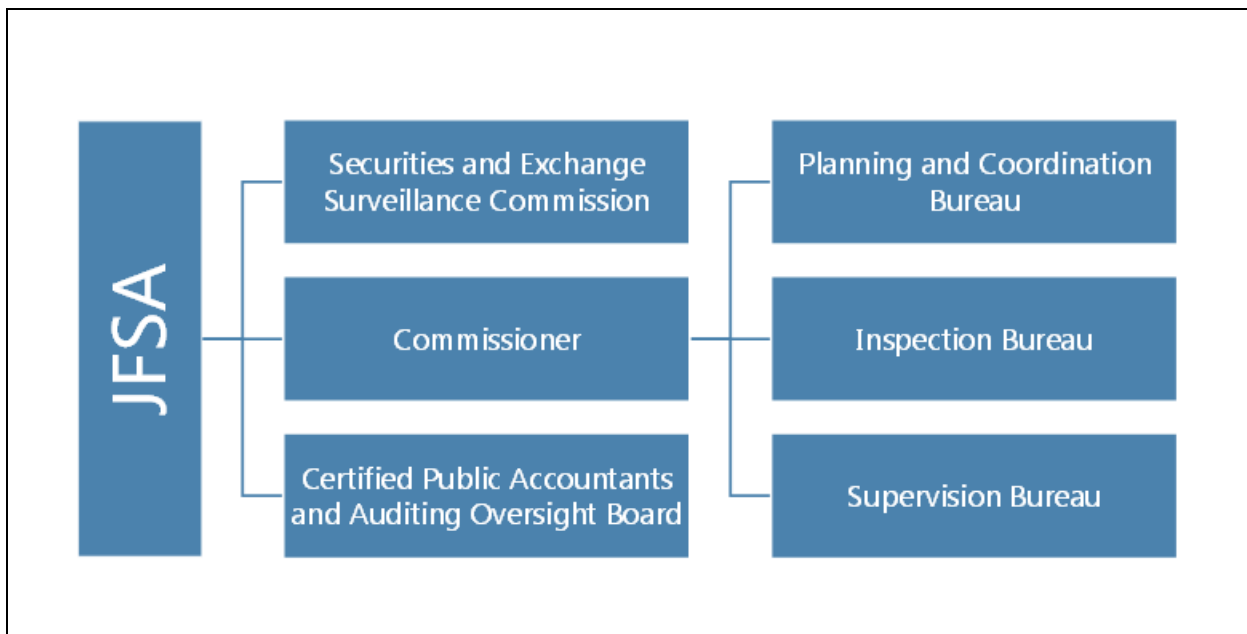 JFSA
Securities and Exchange
Surveillance Commission
Commissioner
Certified Public Accountants
and Auditing Oversight Board
Planning and Coordination
Bureau
Inspection Bureau
Supervision Bureau